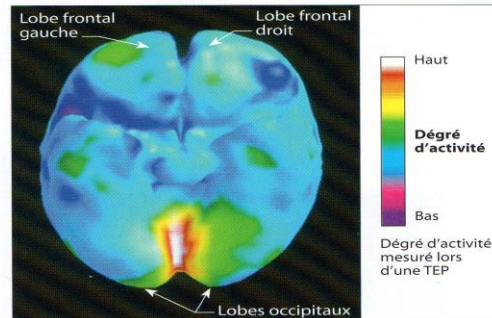 Lobe frontal
gauche
Lobe frontal
droit
Haut
Dégré
d'activité
Bas
Dégré d'activité
mesuré lors
d'une TEP
Lobes occipitaux